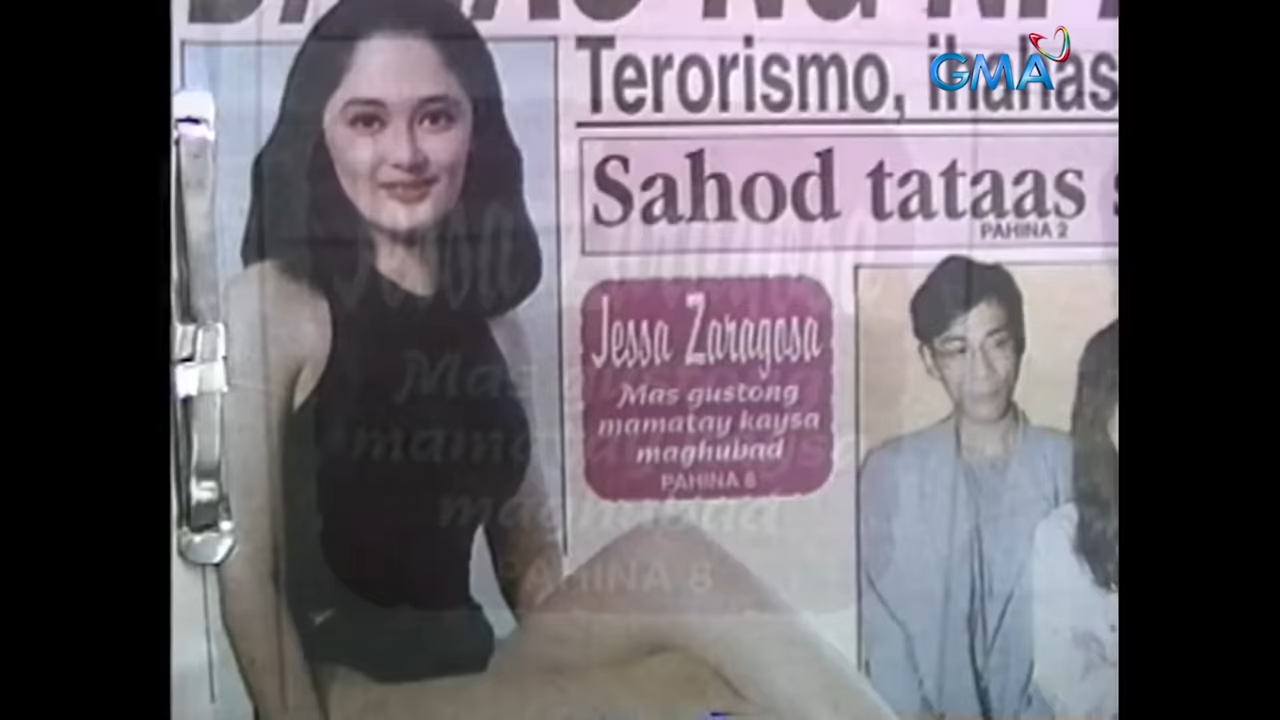 GMA
Terorismo,
Sahod tataas
PAHINA 2
Jessa Zaragosa
Mas gustong
mamatay kaysa
maghubad
PAHINA 8